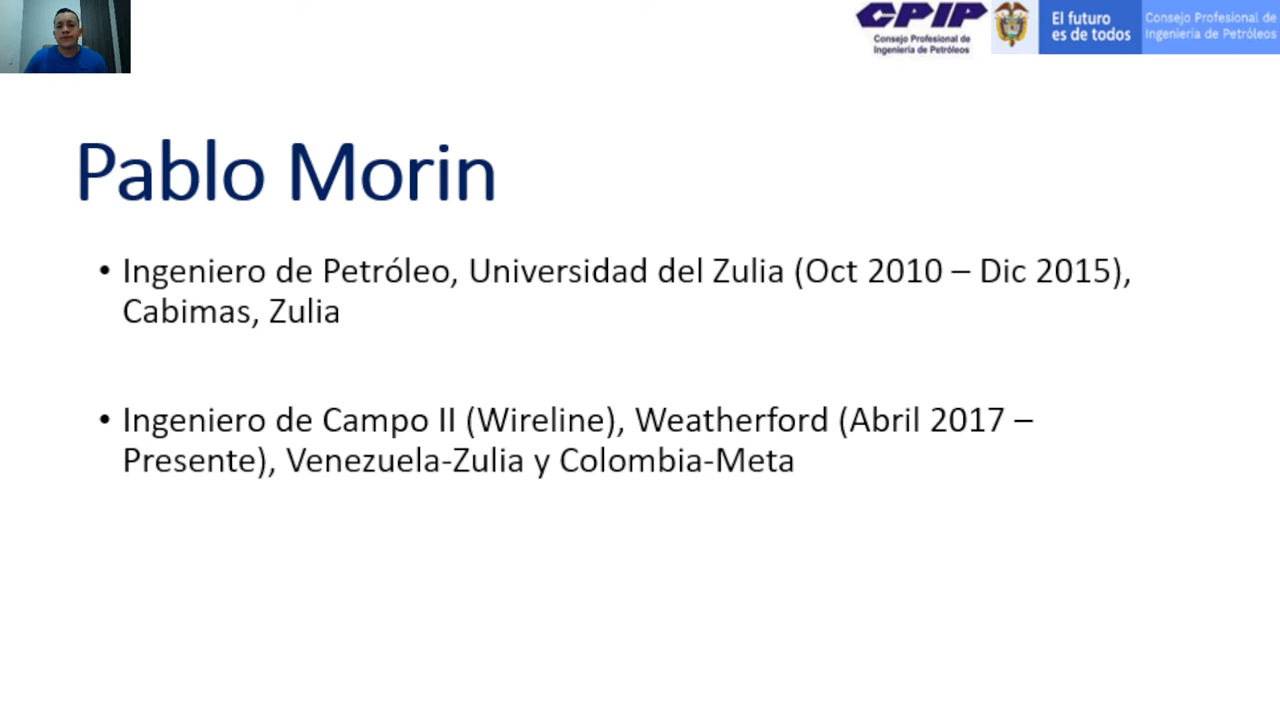 CPIP
Consejo Profesional de
Ingeniería de Petróleos
El futuro
es de todos
Consejo Profesional de
Ingeniería de Petróleos
Pablo Morin
• Ingeniero de Petróleo, Universidad del Zulia (Oct 2010 – Dic 2015),
Cabimas, Zulia
• Ingeniero de Campo II (Wireline), Weatherford (Abril 2017 –
Presente), Venezuela-Zulia y Colombia-Meta